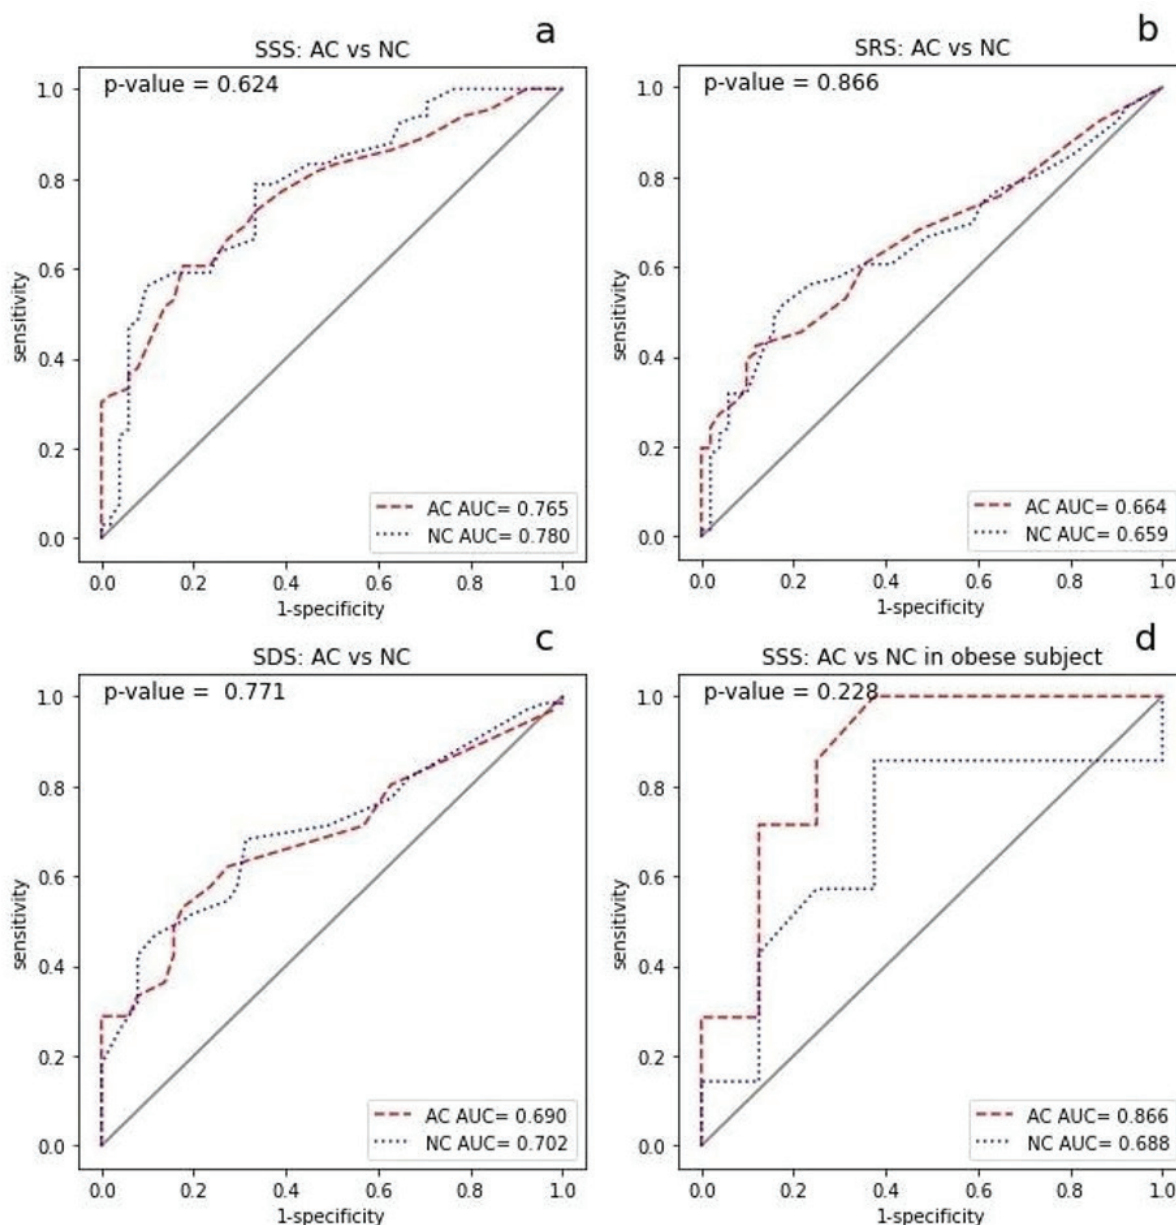 a
SSS: AC vs NC
p-value = 0.624
1.0
0.8
0.6
0.4
0.2
0.0
sensitivity
AC AUC= 0.765
NC AUC= 0.780
0.0 0.2 0.4 0.6 0.8 1.0
1-specificity
b
SRS: AC vs NC
p-value = 0.866
1.0
0.8
0.6
0.4
0.2
0.0
sensitivity
AC AUC= 0.664
NC AUC= 0.659
0.0 0.2 0.4 0.6 0.8 1.0
1-specificity
c
SDS: AC vs NC
p-value = 0.771
1.0
0.8
0.6
0.4
0.2
0.0
sensitivity
AC AUC= 0.690
NC AUC= 0.702
0.0 0.2 0.4 0.6 0.8 1.0
1-specificity
d
SSS: AC vs NC in obese subject
p-value = 0.228
1.0
0.8
0.6
0.4
0.2
0.0
sensitivity
AC AUC= 0.866
NC AUC= 0.688
0.0 0.2 0.4 0.6 0.8 1.0
1-specificity